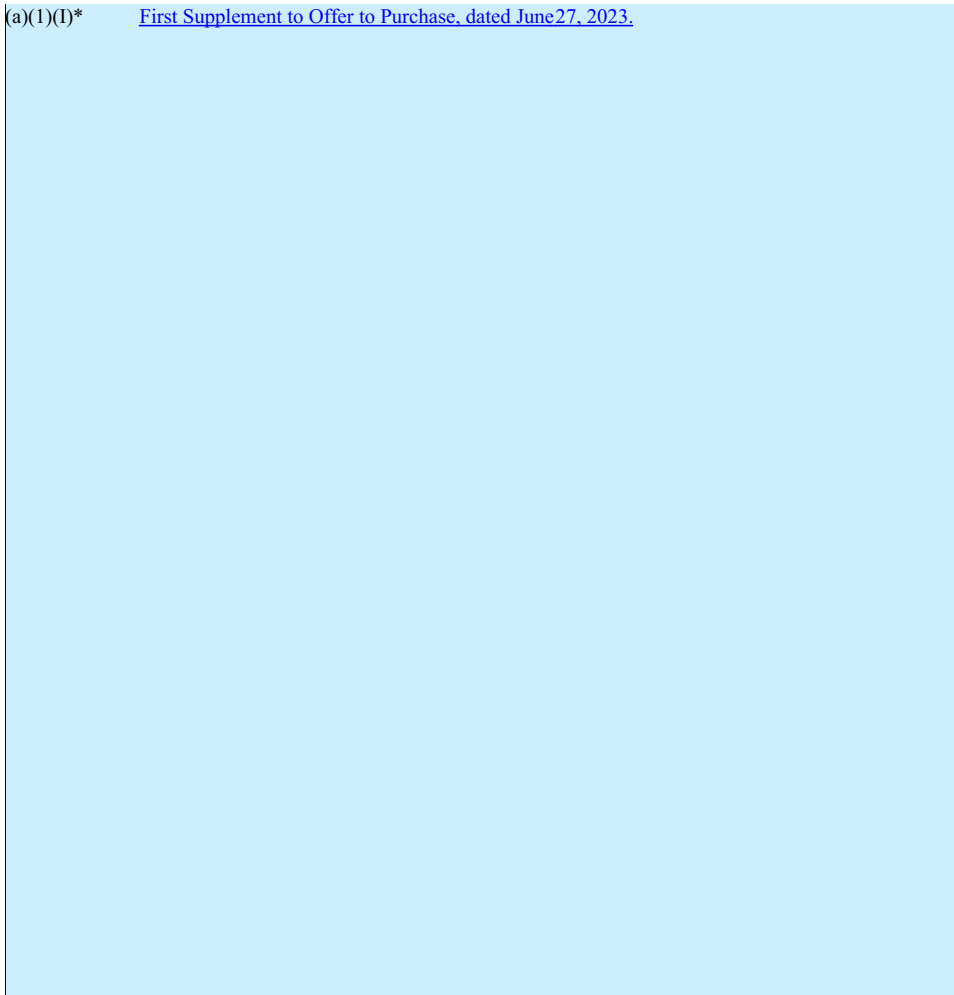 (a)(1)(I)* First Supplement to Offer to Purchase, dated June27, 2023.